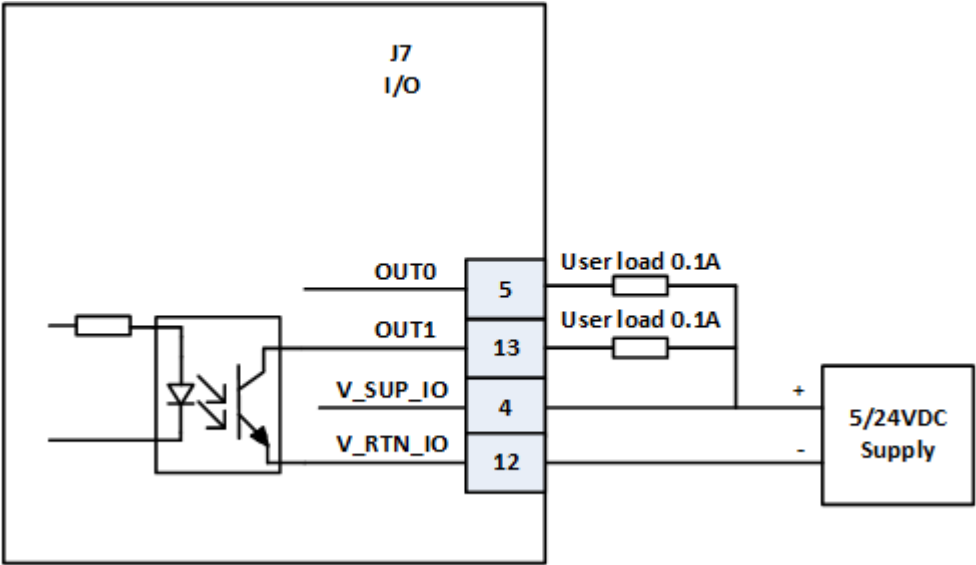 J7
I/O
OUT0
5
User load 0.1A
OUT1
13
User load 0.1A
V_SUP_IO
4
+
V_RTN_IO
12
-
5/24VDC
Supply